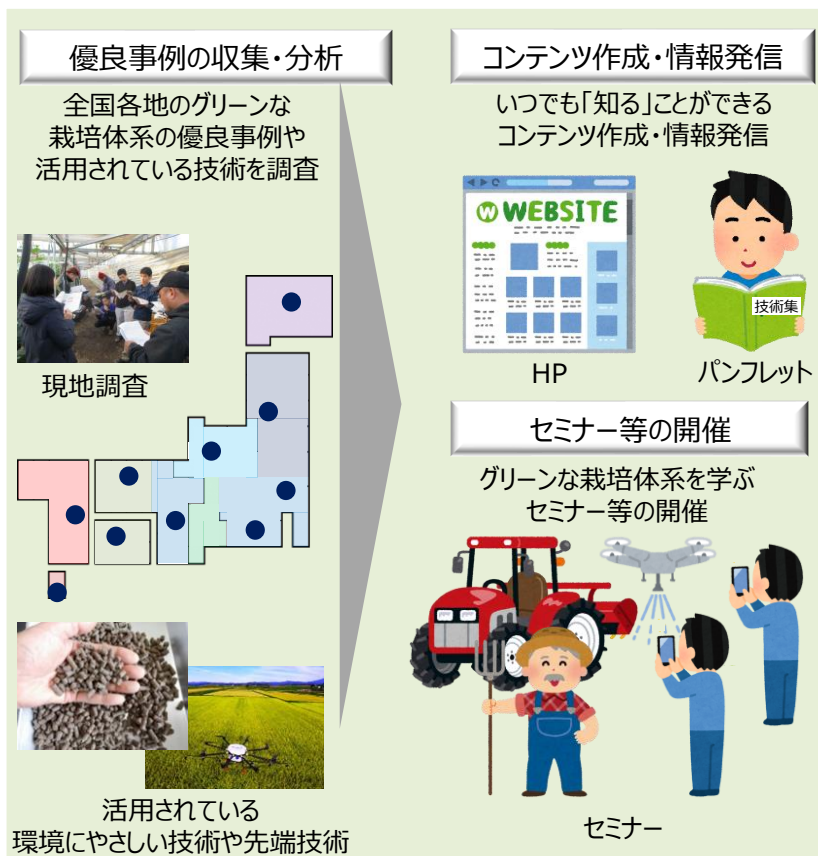 優良事例の収集・分析
全国各地のグリーンな
栽培体系の優良事例や
活用されている技術を調査
現地調査
活用されている
環境にやさしい技術や先端技術
コンテンツ作成・情報発信
いつでも「知る」ことができる
コンテンツ作成・情報発信
W WEBSITE
技術集
HP
パンフレット
セミナー等の開催
グリーンな栽培体系を学ぶ
セミナー等の開催
セミナー